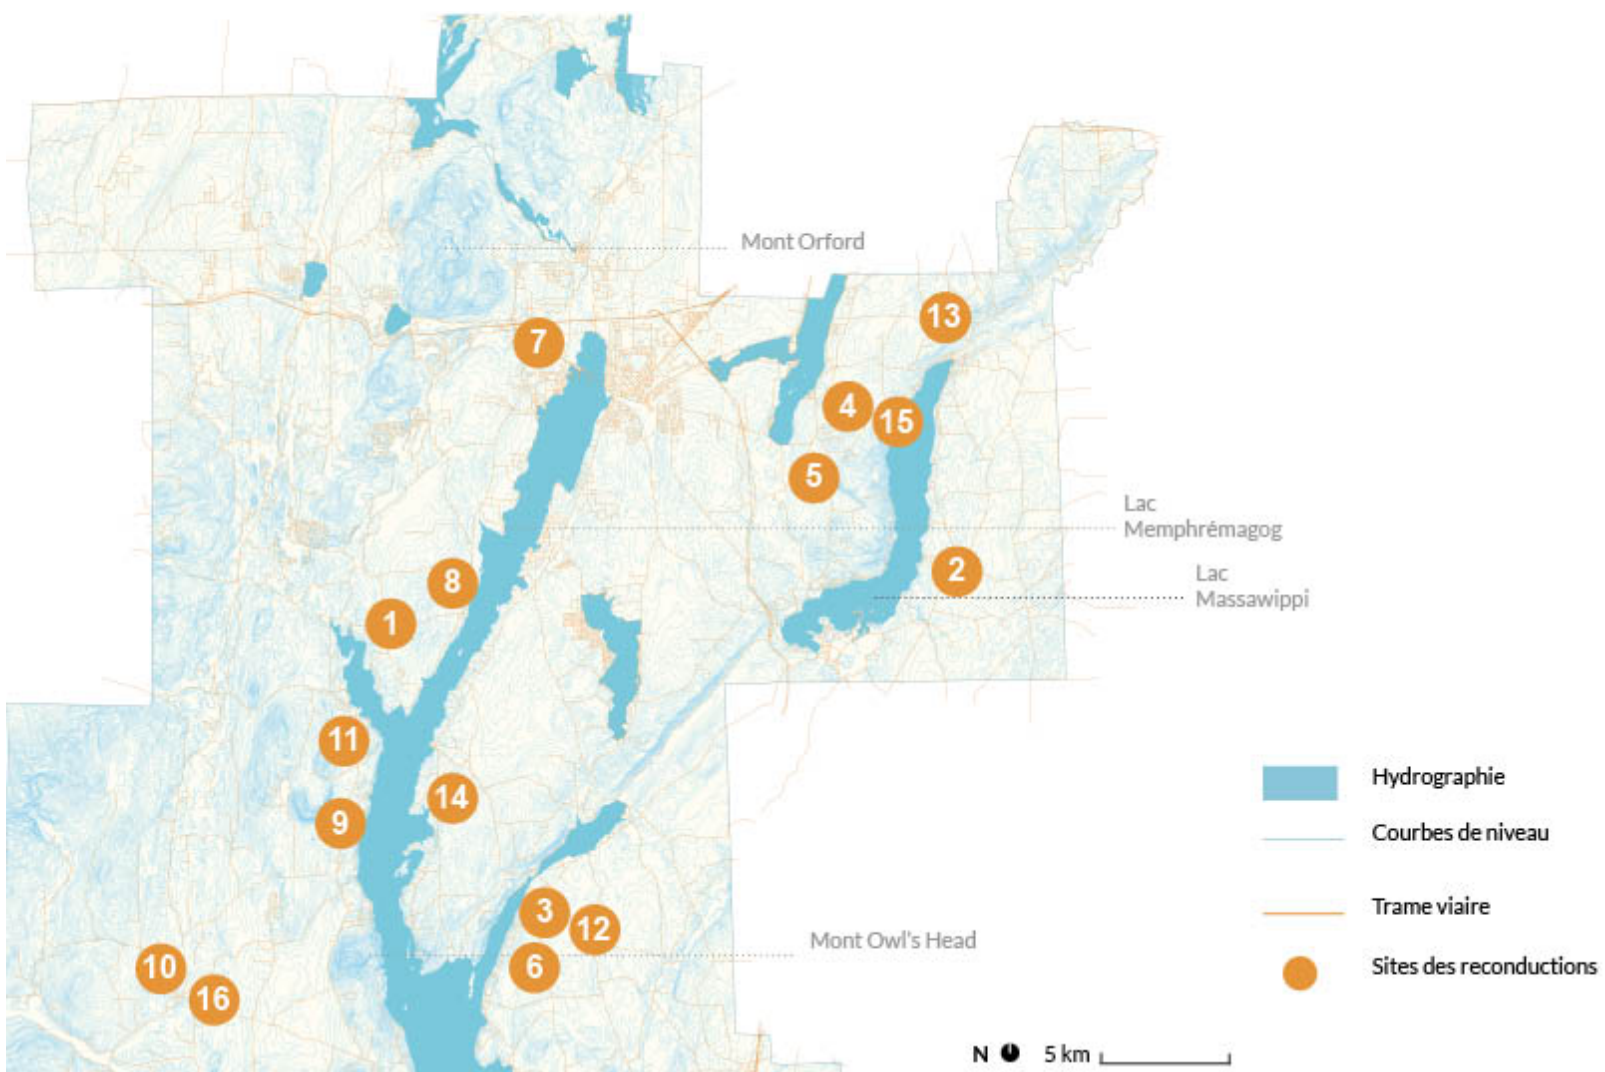 Mont Orford
13
7
4
15
5
Lac
Memphrémagog
2
Lac
Massawippi
8
1
11
14
9
Hydrographie
Courbes de niveau
Trame viaire
3
12
Mont Owl's Head
6
10
16
Sites des reconductions
N 5 km